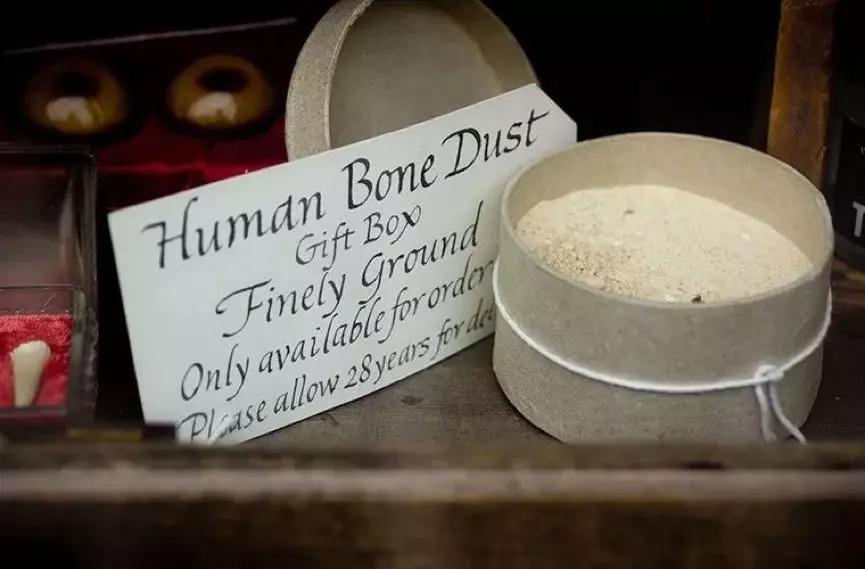 Human Bone Dust
Gift Box
Finely Ground
Only available for order
Please allow 28 years for
T